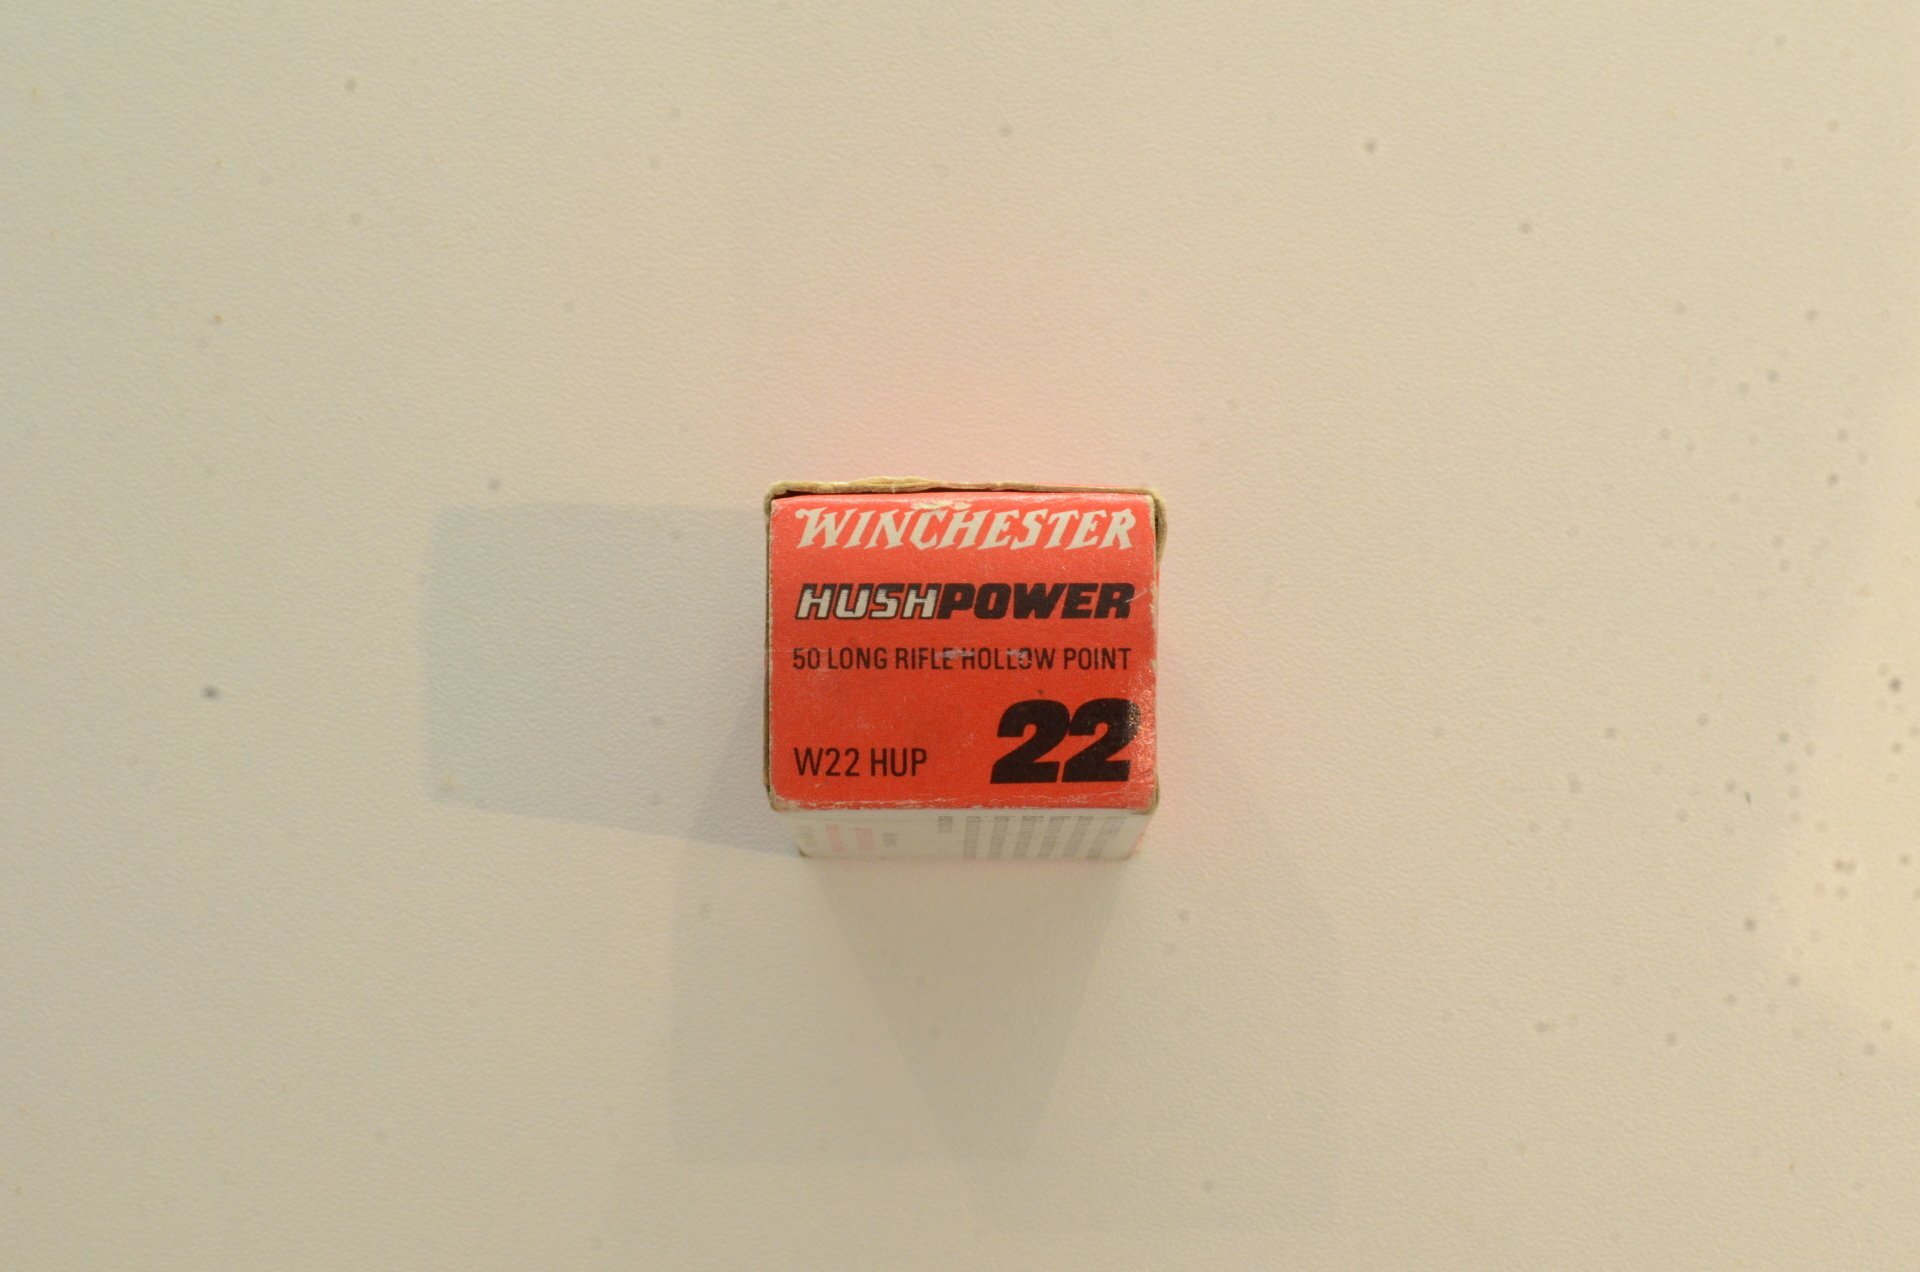 WINCHESTER
HUSHPOWER
50 LONG RIFLE HOLLOW POINT
22
W22 HUP